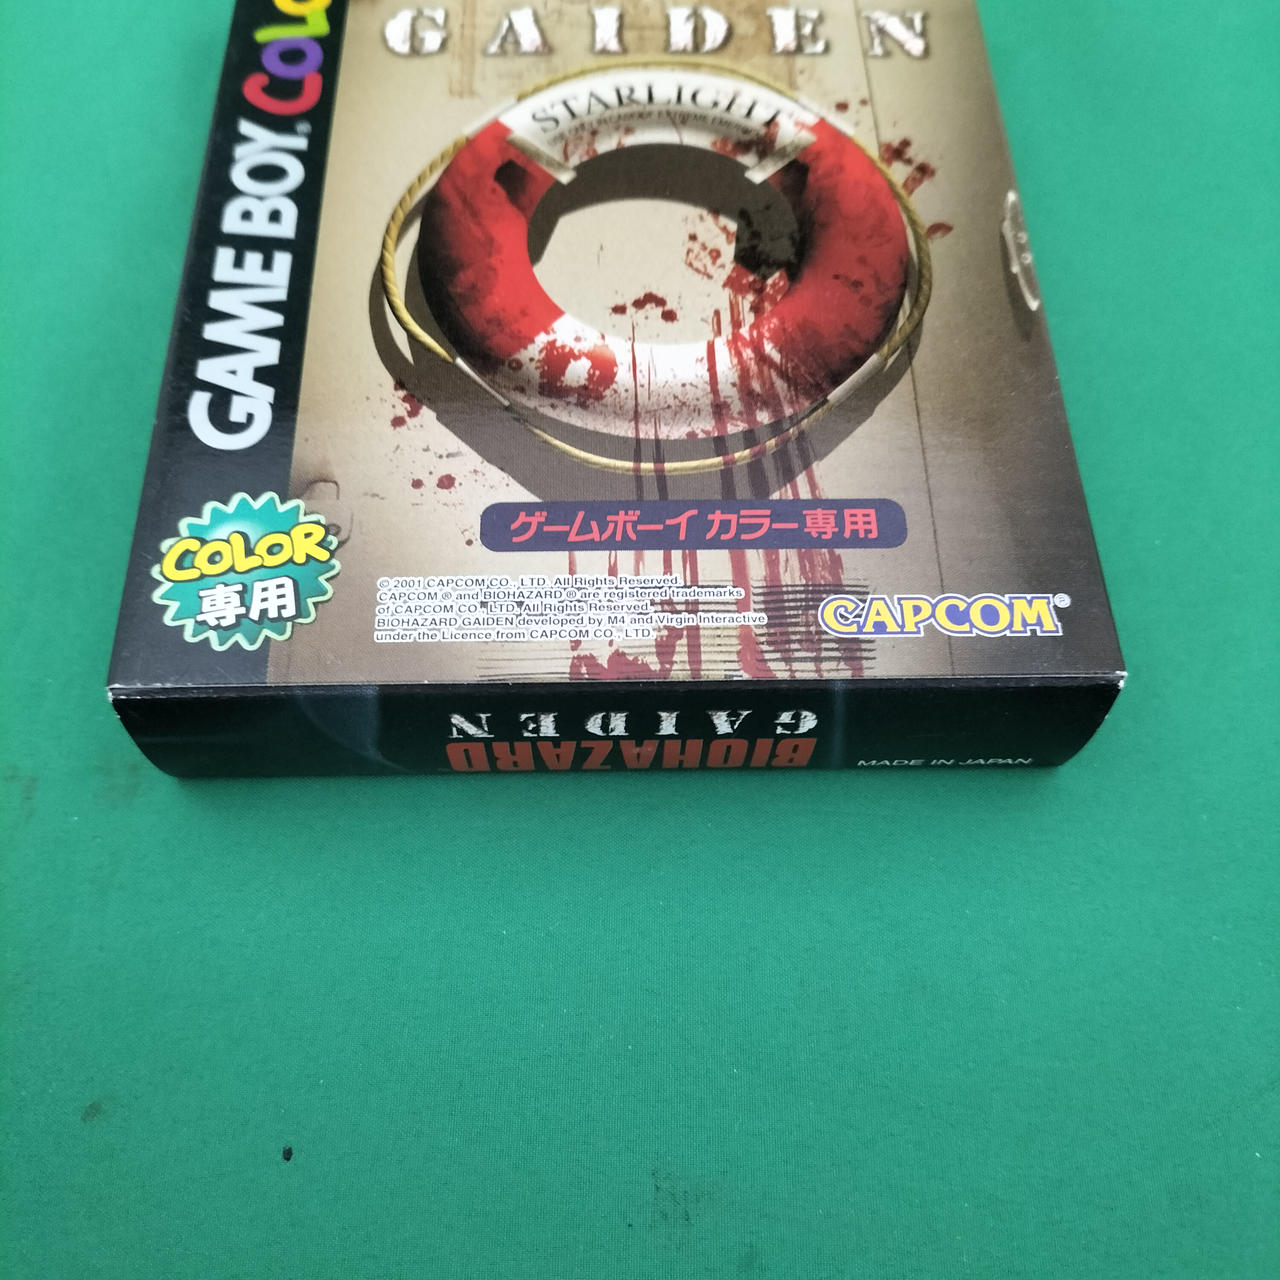 GAIDEN
STARLIGHT
GAME BOY COLO
ゲームボーイ カラー専用
COLOR
専用
© 2001 CAPCOM CO., LTD. All Rights Reserved.
CAPCOM ® and BIOHAZARD ® are registered trademarks
of CAPCOM CO., LTD. All Rights Reserved.
BIOHAZARD GAIDEN developed by M4 and Virgin Interactive
under the Licence from CAPCOM CO., LTD.
CAPCOM®
BIOHAZARD
GAIDEN
MADE IN JAPAN